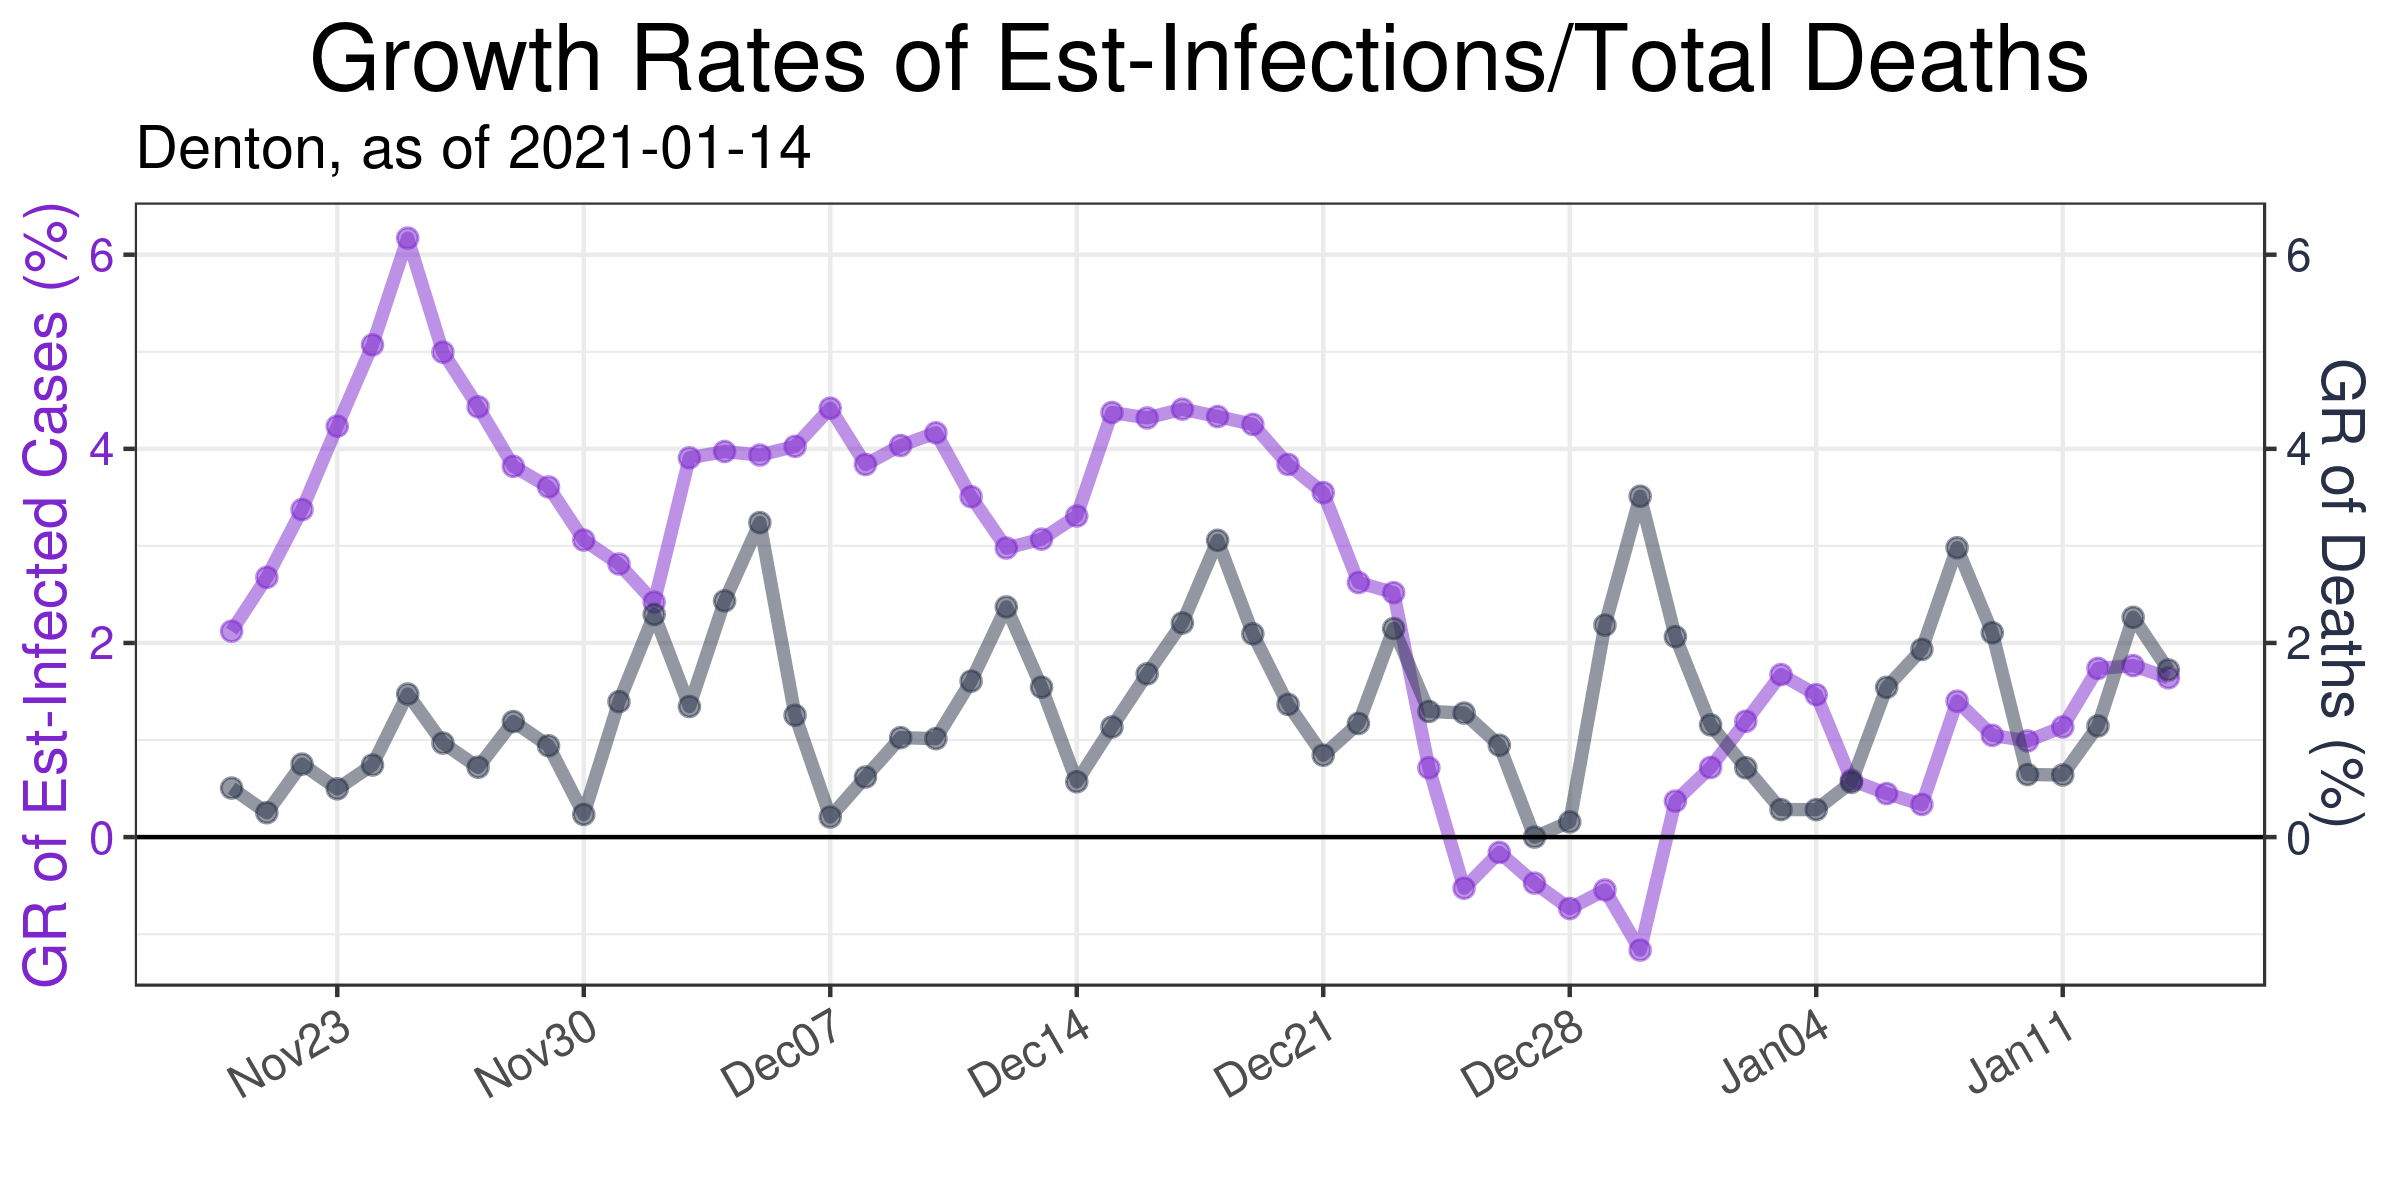 Growth Rates of Est-Infections/Total Deaths
Denton, as of 2021-01-14
GR of Est-Infected Cases (%)
6
4
2
0
6
4
2
0
GR of Deaths (%)
Nov23
Nov30
Dec07
Dec14
Dec21
Dec28
Jan04
Jan11